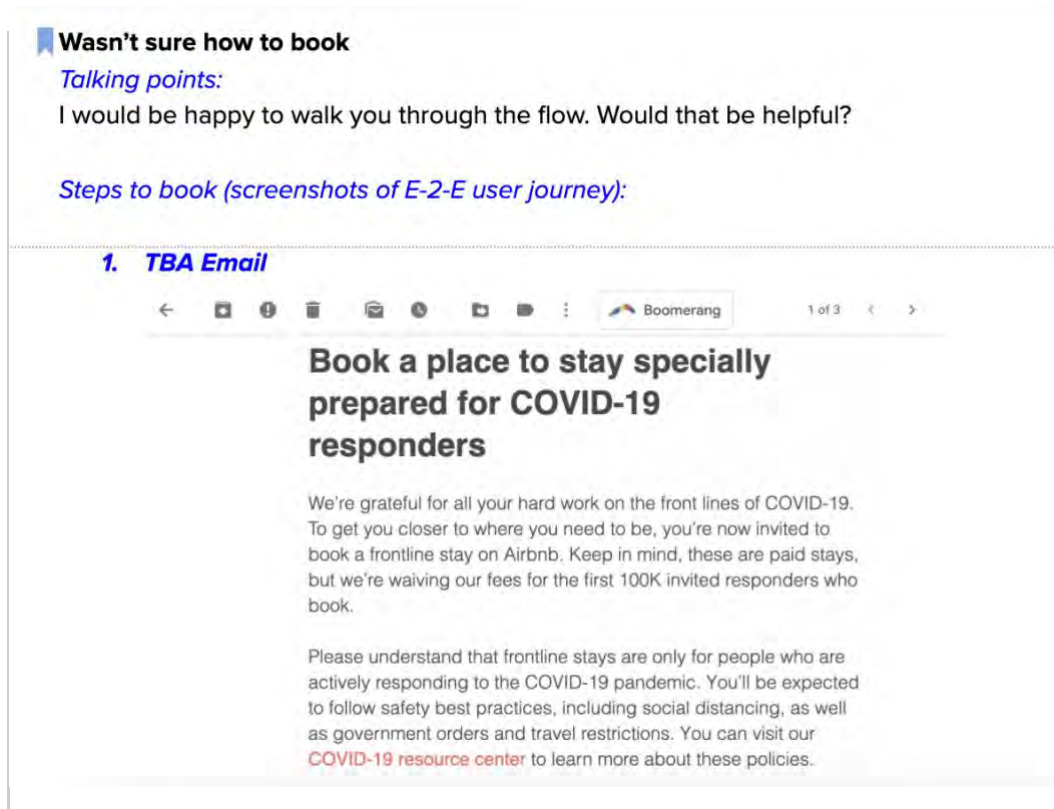 Wasn’t sure how to book
Talking points:
I would be happy to walk you through the flow. Would that be helpful?
Steps to book (screenshots of E-2-E user journey):
1. TBA Email
Boomerang 1 of 3
Book a place to stay specially
prepared for COVID-19
responders
We're grateful for all your hard work on the front lines of COVID-19.
To get you closer to where you need to be, you're now invited to
book a frontline stay on Airbnb. Keep in mind, these are paid stays,
but we're waiving our fees for the first 100K invited responders who
book.
Please understand that frontline stays are only for people who are
actively responding to the COVID-19 pandemic. You'll be expected
to follow safety best practices, including social distancing, as well
as government orders and travel restrictions. You can visit our
COVID-19 resource center to learn more about these policies.